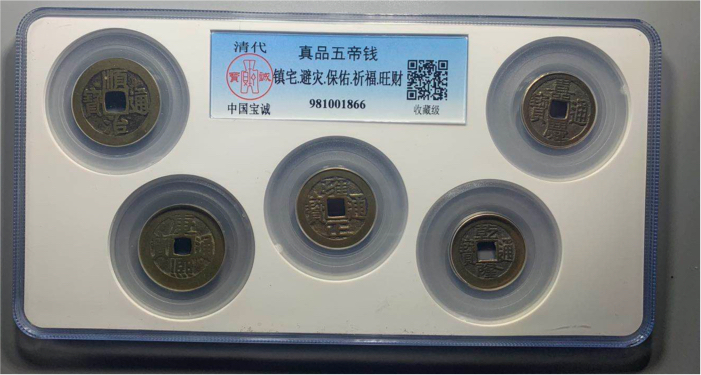 清代
真品五帝钱
寳誠
镇宅.避灾.保佑.祈福.旺财
中国宝诚
981001866
收藏级
順治通寶
嘉慶通寶
康熙通寶
雍正通寶
乾隆通寶